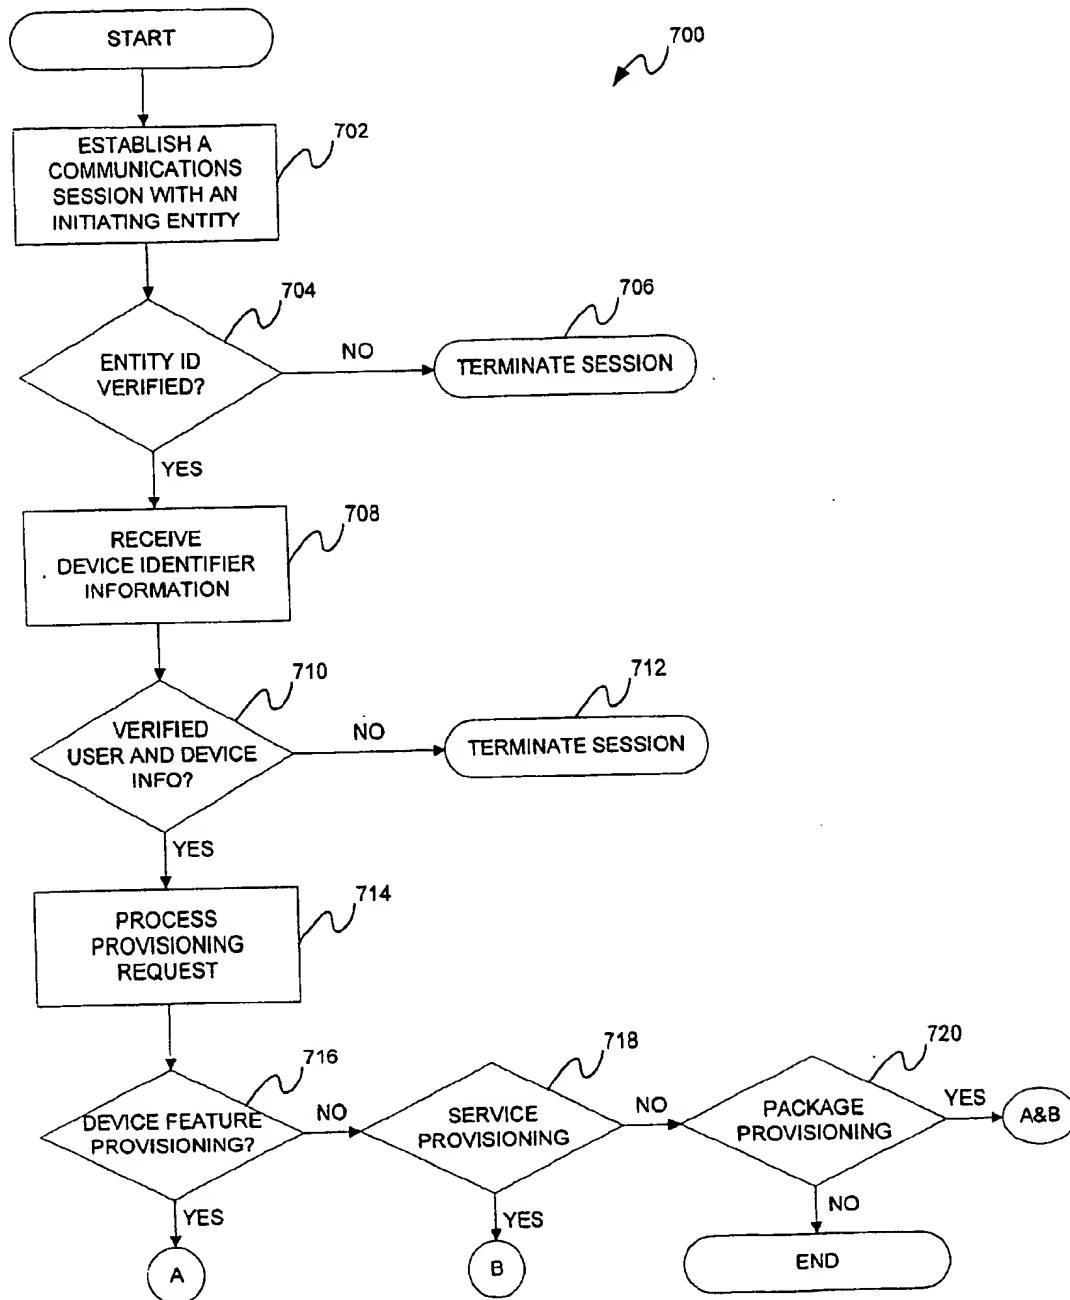 START
700
ESTABLISH A
COMMUNICATIONS
SESSION WITH AN
INITIATING ENTITY
702
704
ENTITY ID
VERIFIED?
NO
706
TERMINATE SESSION
YES
RECEIVE
DEVICE IDENTIFIER
INFORMATION
708
710
VERIFIED
USER AND DEVICE
INFO?
NO
712
TERMINATE SESSION
YES
PROCESS
PROVISIONING
REQUEST
714
716
DEVICE FEATURE
PROVISIONING?
NO
718
SERVICE
PROVISIONING
NO
720
PACKAGE
PROVISIONING
YES
A&B
YES
A
YES
B
NO
END